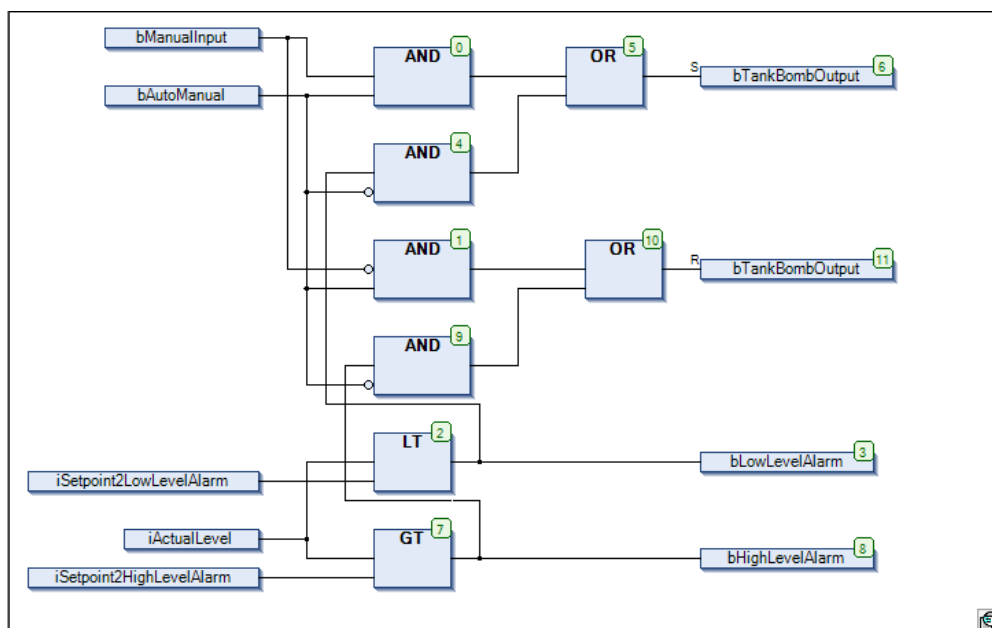 bManualInput
AND 0
OR 5
S
bTankBombOutput 6
bAutoManual
AND 4
AND 1
OR 10
R
bTankBombOutput 11
AND 9
LT 2
bLowLevelAlarm 3
iSetpoint2LowLevelAlarm
iActualLevel
GT 7
bHighLevelAlarm 8
iSetpoint2HighLevelAlarm